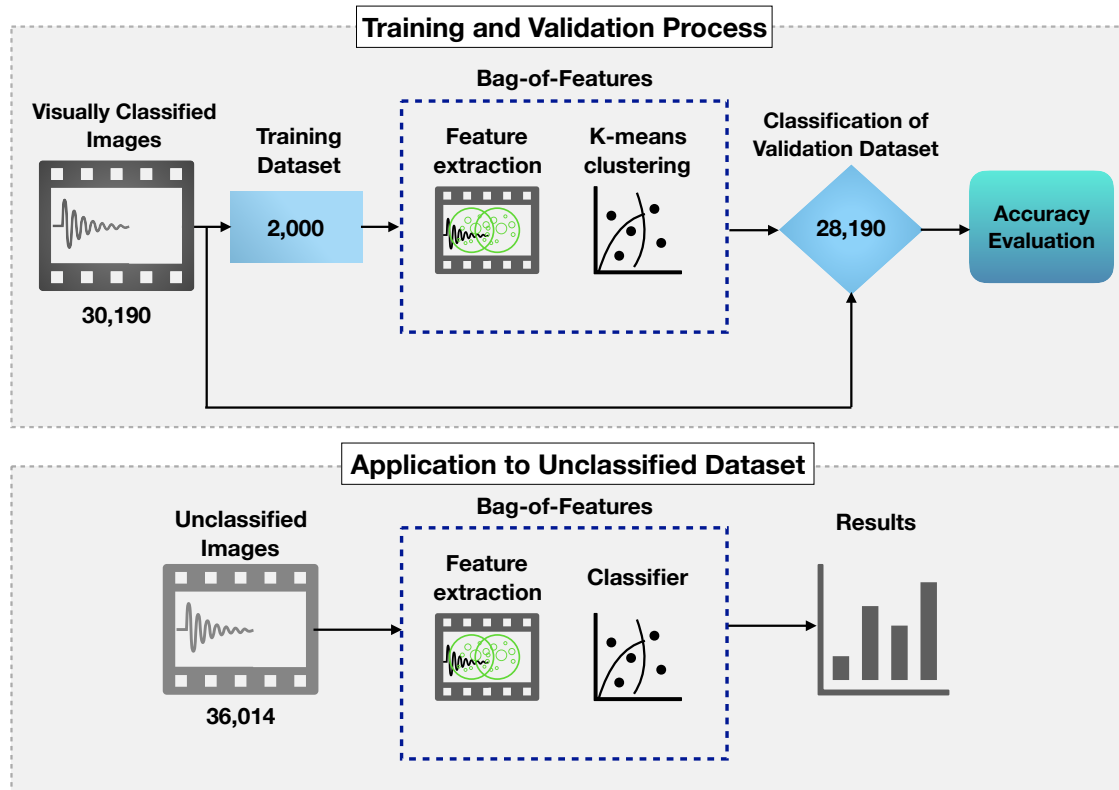 Training and Validation Process
Bag-of-Features
Visually Classified
Images
30,190
Training
Dataset
2,000
Feature
extraction
K-means
clustering
Classification of
Validation Dataset
28,190
Accuracy
Evaluation
Application to Unclassified Dataset
Bag-of-Features
Unclassified
Images
36,014
Feature
extraction
Classifier
Results